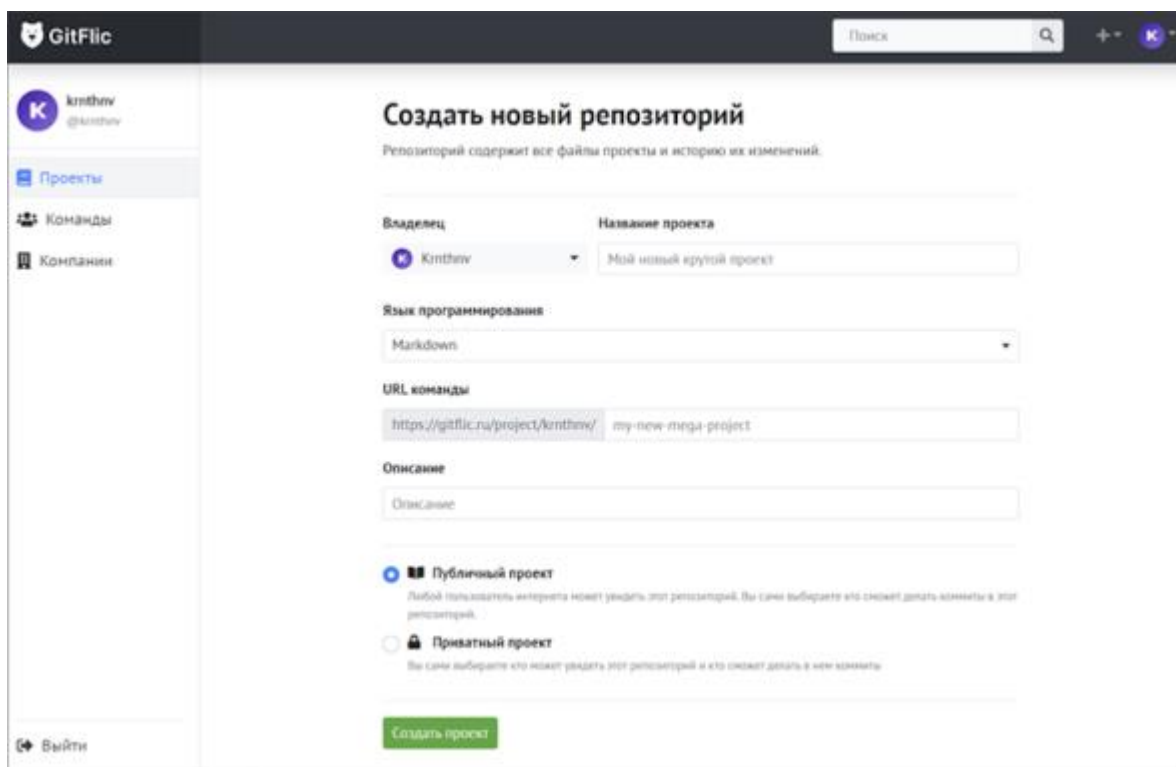 GitFlic
Поиск
K
krnthnv
@krnthnv
Проекты
Команды
Компании
Выйти
Создать новый репозиторий
Репозиторий содержит все файлы проекты и историю их изменений.
Владелец
Название проекта
K Krnthnv
Мой новый крутой проект
Язык программирования
Markdown
URL команды
https://gitflic.ru/project/krnthnv/ my-new-mega-project
Описание
Описание
Публичный проект
Любой пользователь интернета может увидеть этот репозиторий. Вы сами выбираете кто сможет делать коммиты в этот
репозиторий.
Приватный проект
Вы сами выбираете кто может увидеть этот репозиторий и кто сможет делать в нем коммиты
Создать проект